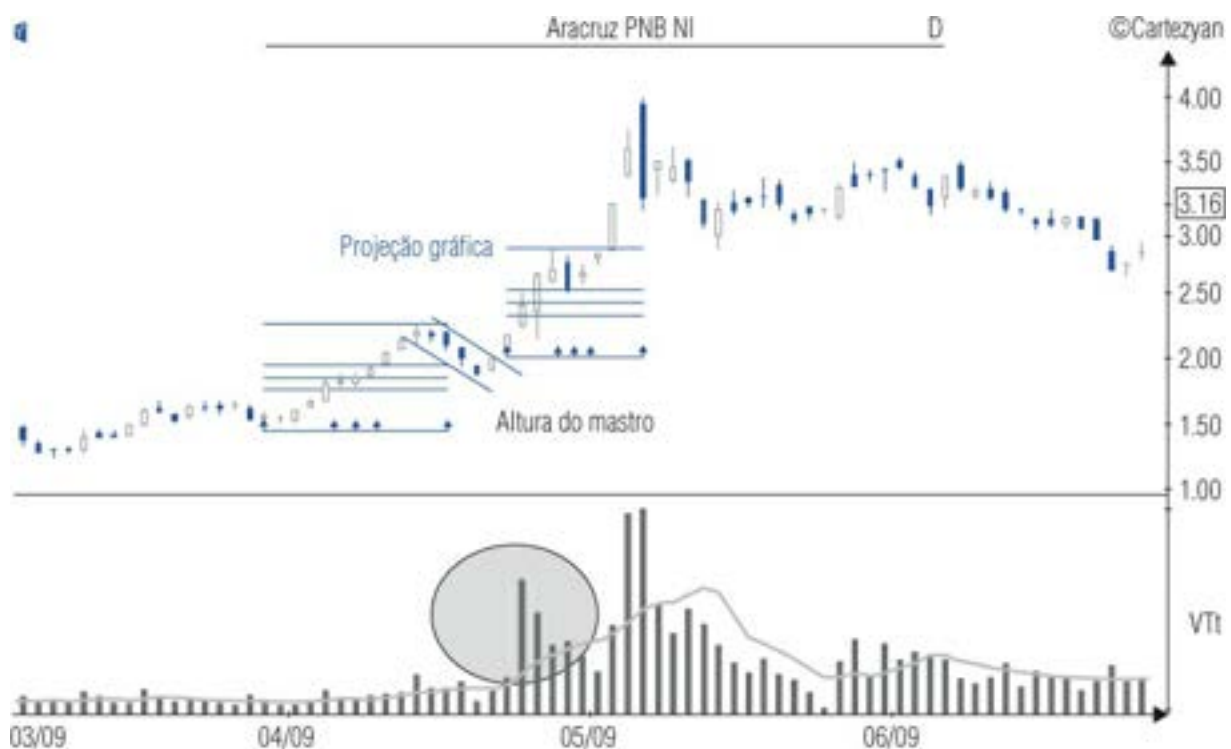 Aracruz PNB NI D ©Cartezyan
4.00
3.50
3.16
3.00
Projeção gráfica
2.50
2.00
Altura do mastro
1.50
1.00
VTt
03/09 04/09 05/09 06/09